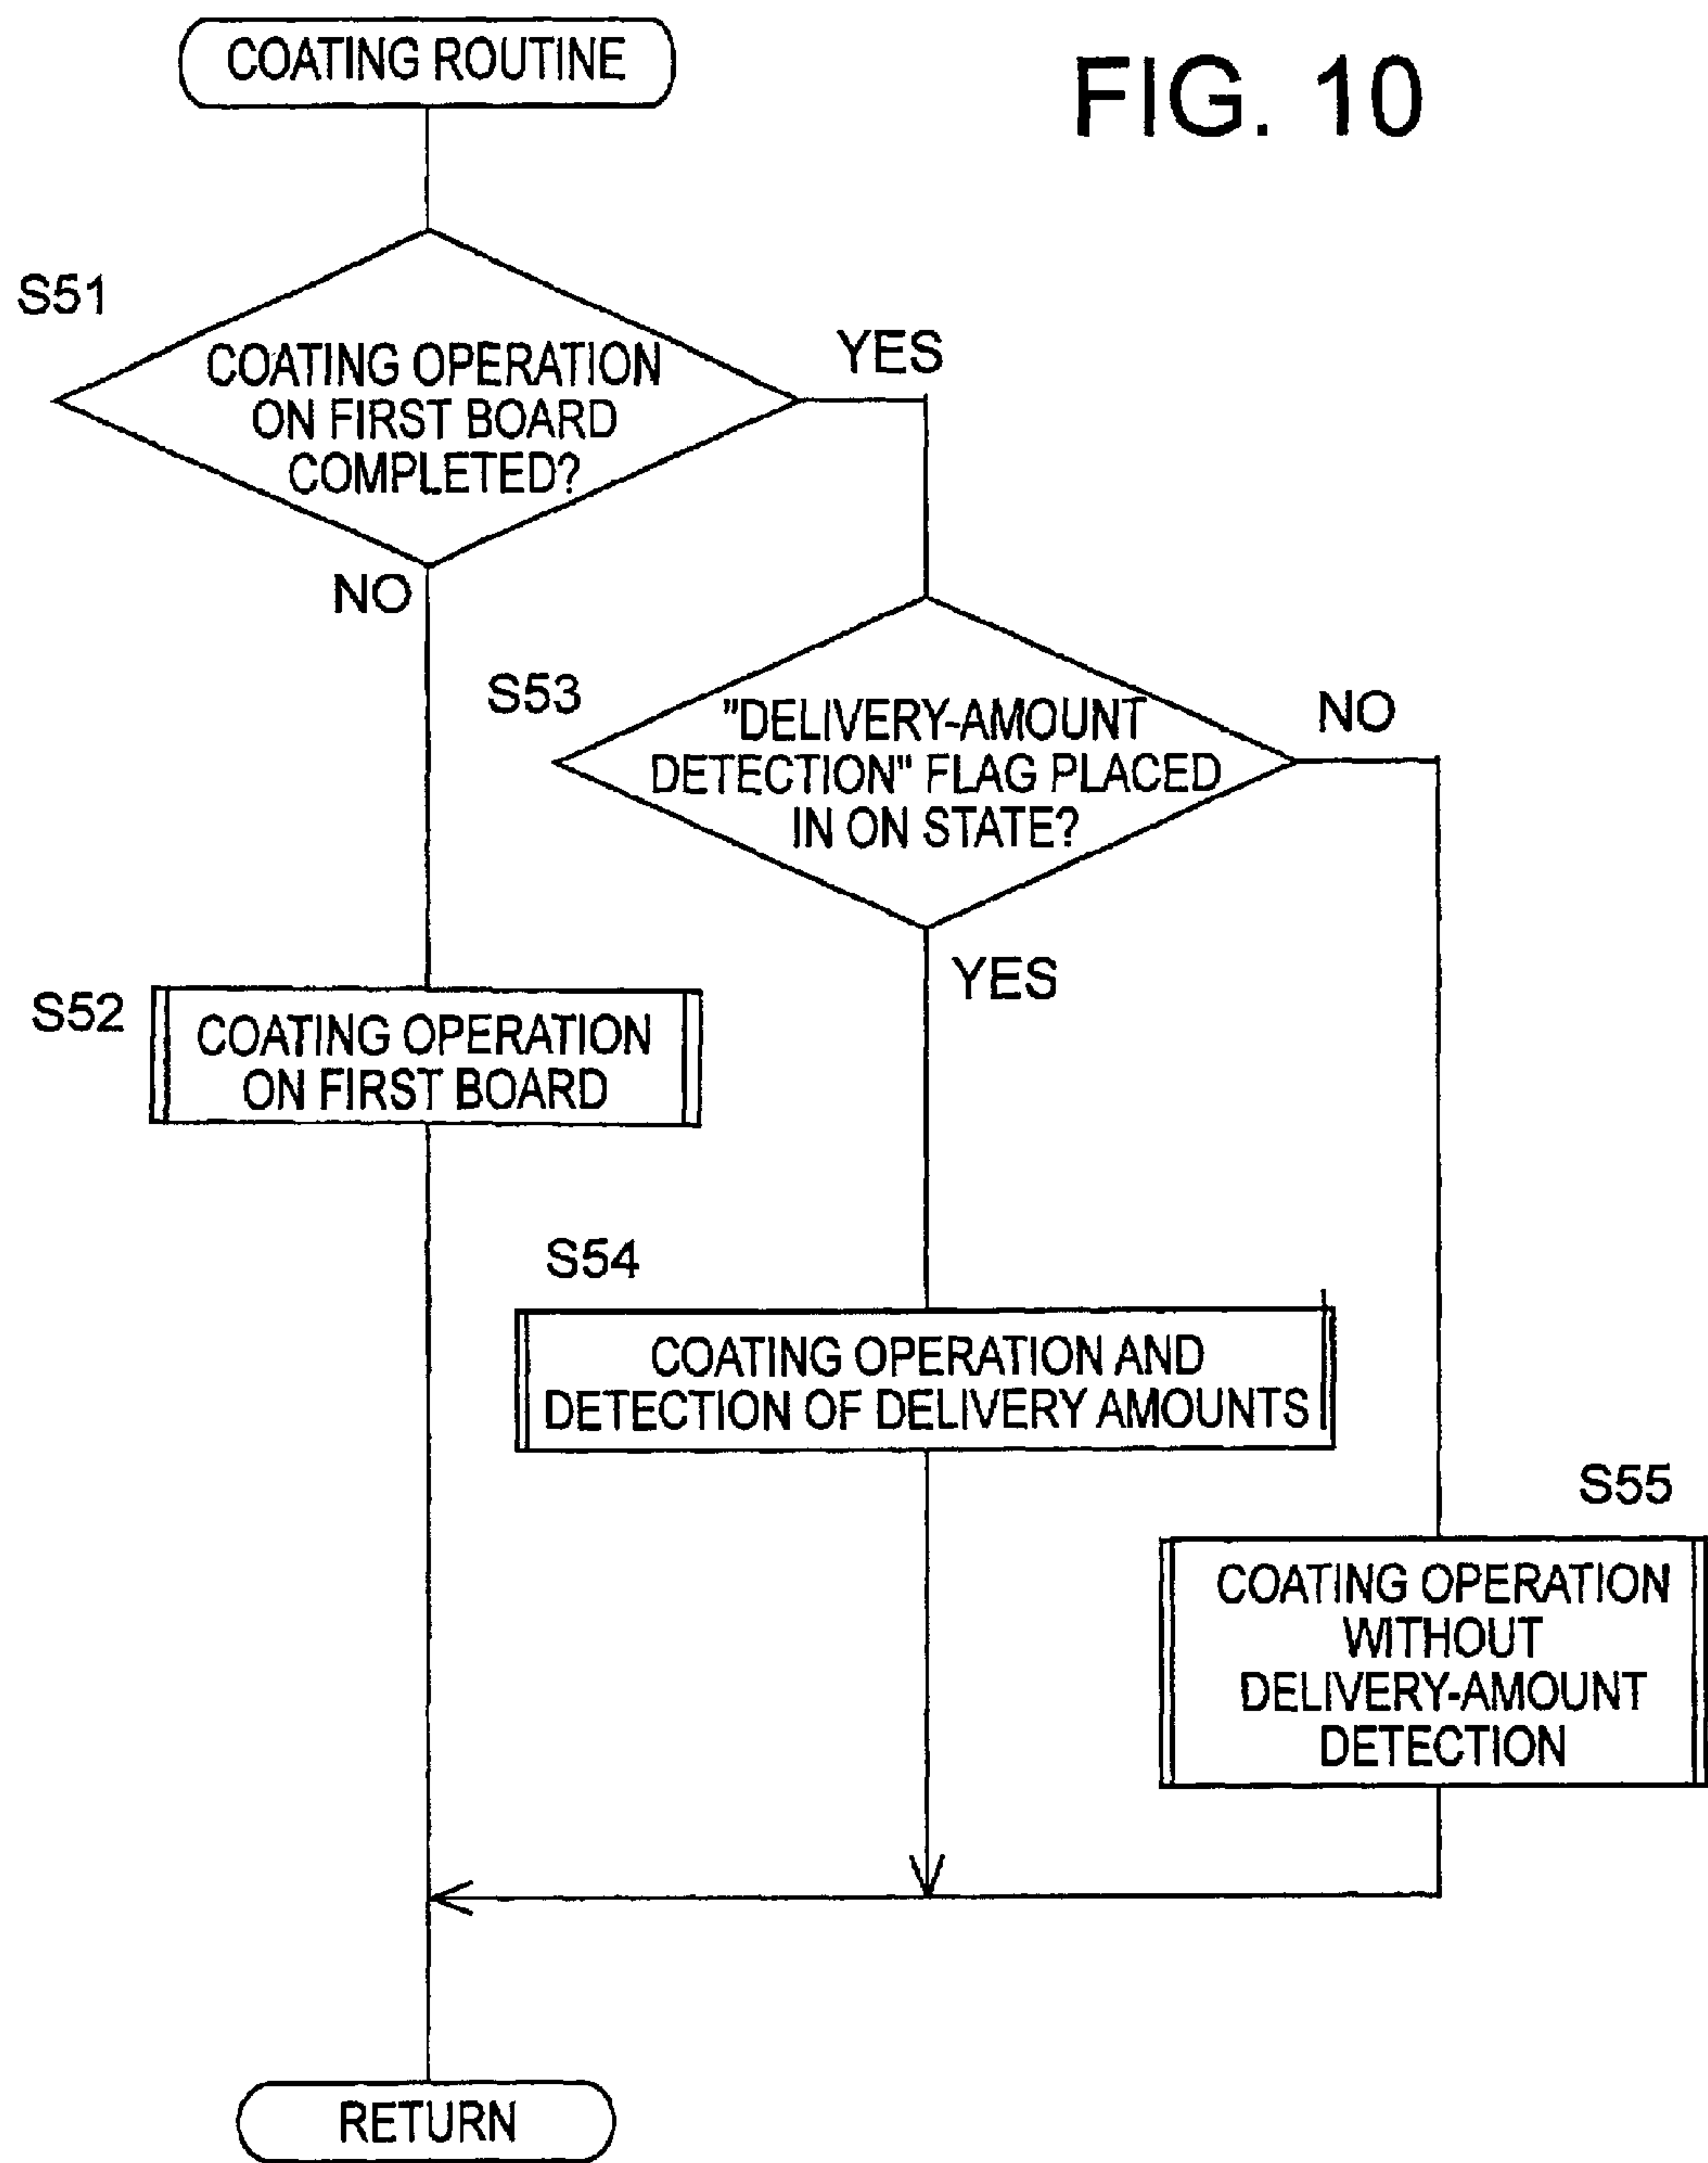 COATING ROUTINE
FIG. 10
S51
COATING OPERATION
ON FIRST BOARD
COMPLETED?
YES
NO
S53
"DELIVERY-AMOUNT
DETECTION" FLAG PLACED
IN ON STATE?
NO
YES
S52
COATING OPERATION
ON FIRST BOARD
S54
COATING OPERATION AND
DETECTION OF DELIVERY AMOUNTS
S55
COATING OPERATION
WITHOUT
DELIVERY-AMOUNT
DETECTION
RETURN